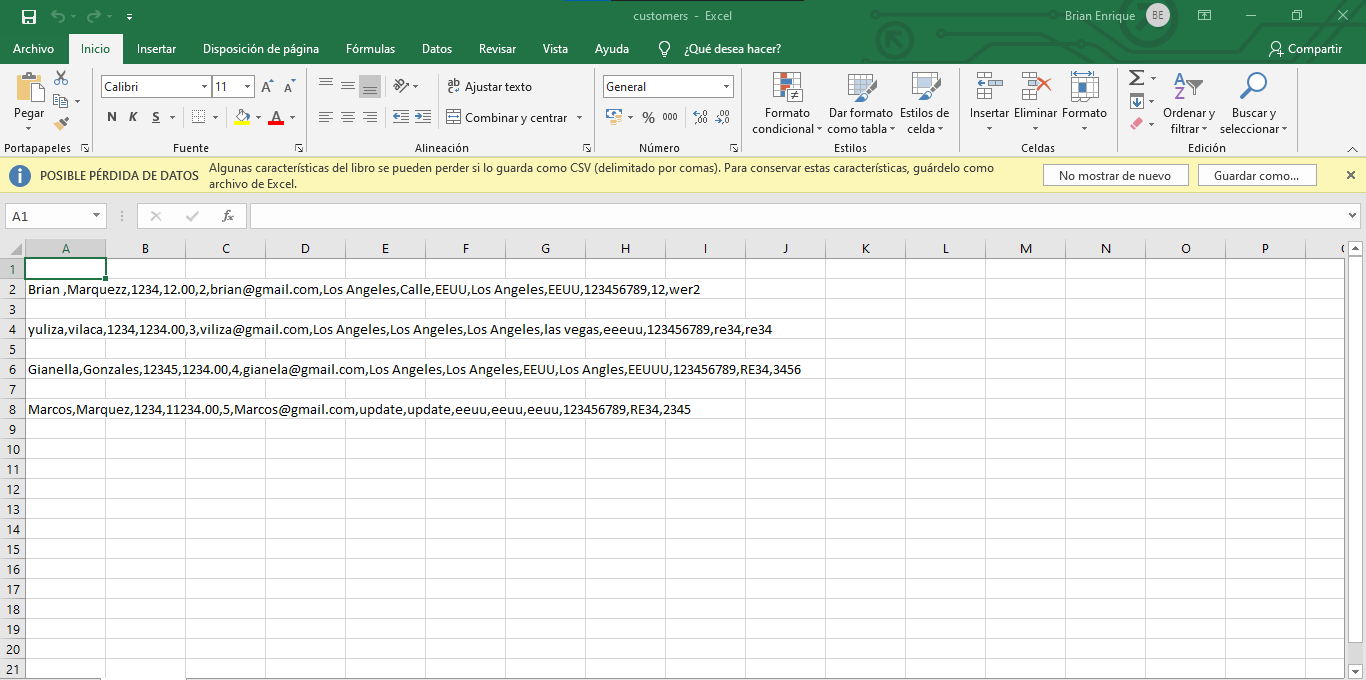 customers - Excel
Brian Enrique
BE
Archivo Inicio Insertar Disposición de página Fórmulas Datos Revisar Vista Ayuda ¿Qué desea hacer? Compartir
Pegar
Portapapeles
Calibri 11
N K S
A A
A
Fuente
ab Ajustar texto
Combinar y centrar
Alineación
General
% 000
Número
Formato condicional
Dar formato como tabla
Estilos de celda
Estilos
Insertar Eliminar Formato
Celdas
Ordenar y filtrar
Buscar y seleccionar
Edición
POSIBLE PÉRDIDA DE DATOS
Algunas características del libro se pueden perder si lo guarda como CSV (delimitado por comas). Para conservar estas características, guárdelo como
archivo de Excel.
No mostrar de nuevo
Guardar como...
A1
fx
A B C D E F G H I J K L M N O P
1
2 Brian ,Marquezz,1234,12.00,2,brian@gmail.com,Los Angeles,Calle,EEUU,Los Angeles,EEUU,123456789,12,wer2
3
4 yuliza,vilaca,1234,1234.00,3,viliza@gmail.com,Los Angeles,Los Angeles,Los Angeles,las vegas,eeeuu,123456789,re34,re34
5
6 Gianella,Gonzales,12345,1234.00,4,gianela@gmail.com,Los Angeles,Los Angeles,EEUU,Los Angles,EEUUU,123456789,RE34,3456
7
8 Marcos,Marquez,1234,11234.00,5,Marcos@gmail.com,update,update,eeuu,eeuu,eeuu,123456789,RE34,2345
9
10
11
12
13
14
15
16
17
18
19
20
21